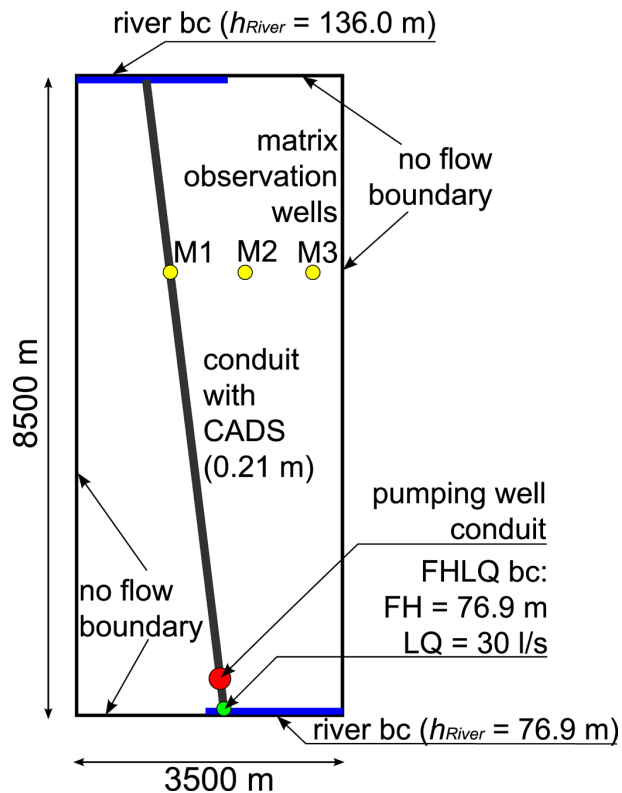 river bc (hRiver = 136.0 m)
matrix
observation
wells
no flow
boundary
M1 M2 M3
8500 m
conduit
with
CADS
(0.21 m)
pumping well
conduit
FHLQ bc:
FH = 76.9 m
LQ = 30 l/s
no flow
boundary
river bc (hRiver = 76.9 m)
3500 m